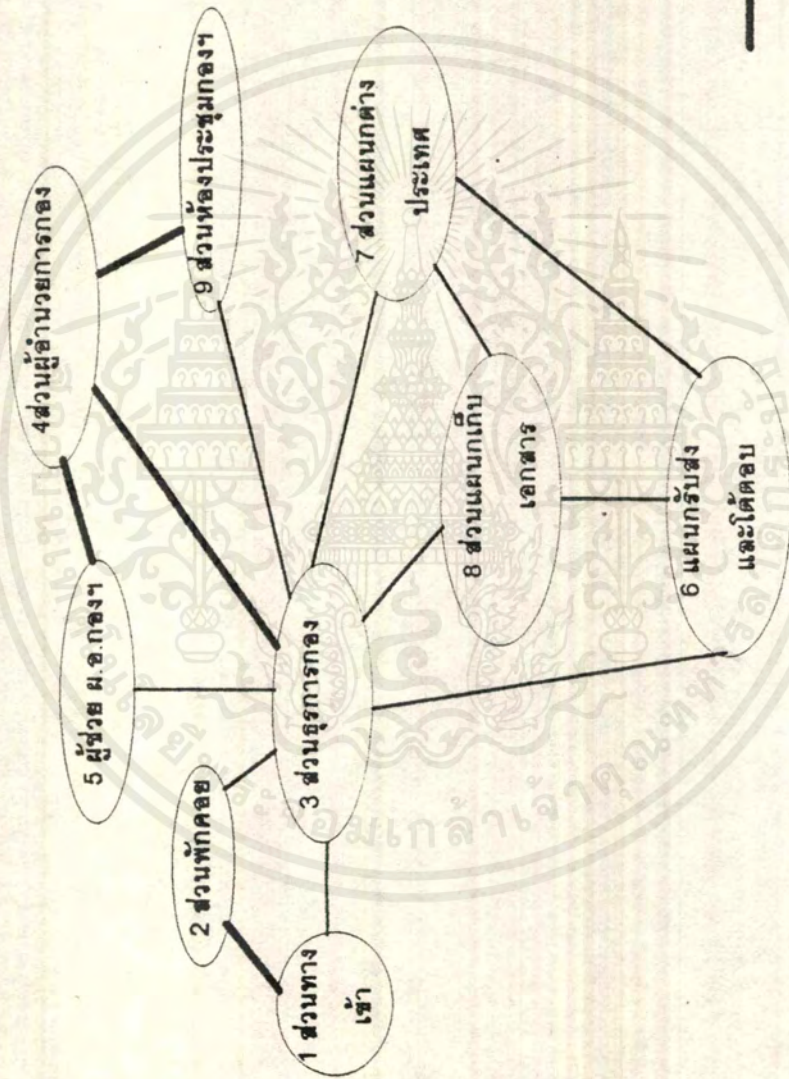 1 ส่วนทาง
เข้า
2 ส่วนพักคอย
3 ส่วนธุรการกอง
4ส่วนผู้อำนวยการกอง
5 ผู้ช่วย ผ.อ.กองฯ
6 แผนกรับส่ง
และโต้ตอบ
7 ส่วนแผนกต่าง
ประเทศ
8 ส่วนแผนกเก็บ
เอกสาร
9 ส่วนห้องประชุมกองฯ